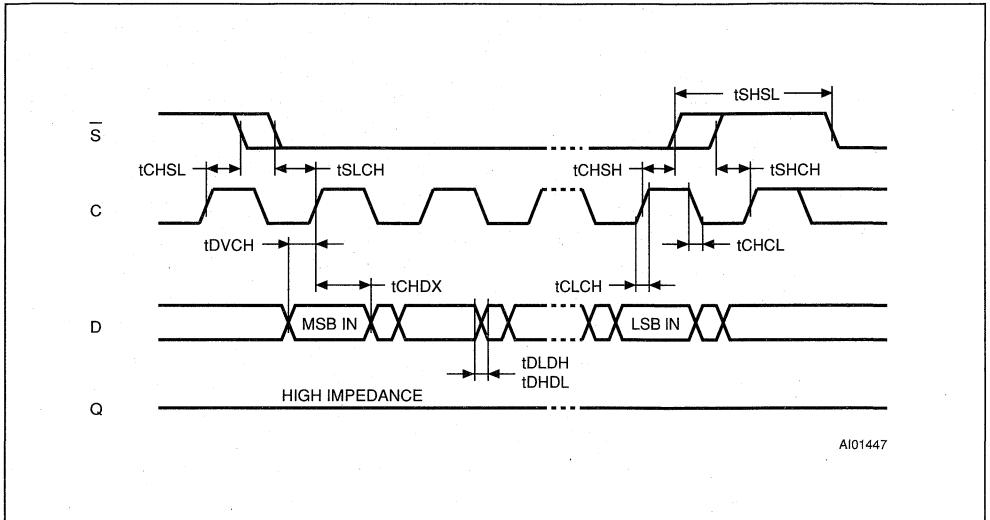 tSHSL
S̅
tCHSL
tSLCH
tCHSH
tSHCH
C
tDVCH
tCHCL
tCHDX
tCLCH
D
MSB IN
LSB IN
tDLDH
tDHDL
HIGH IMPEDANCE
Q
AI01447